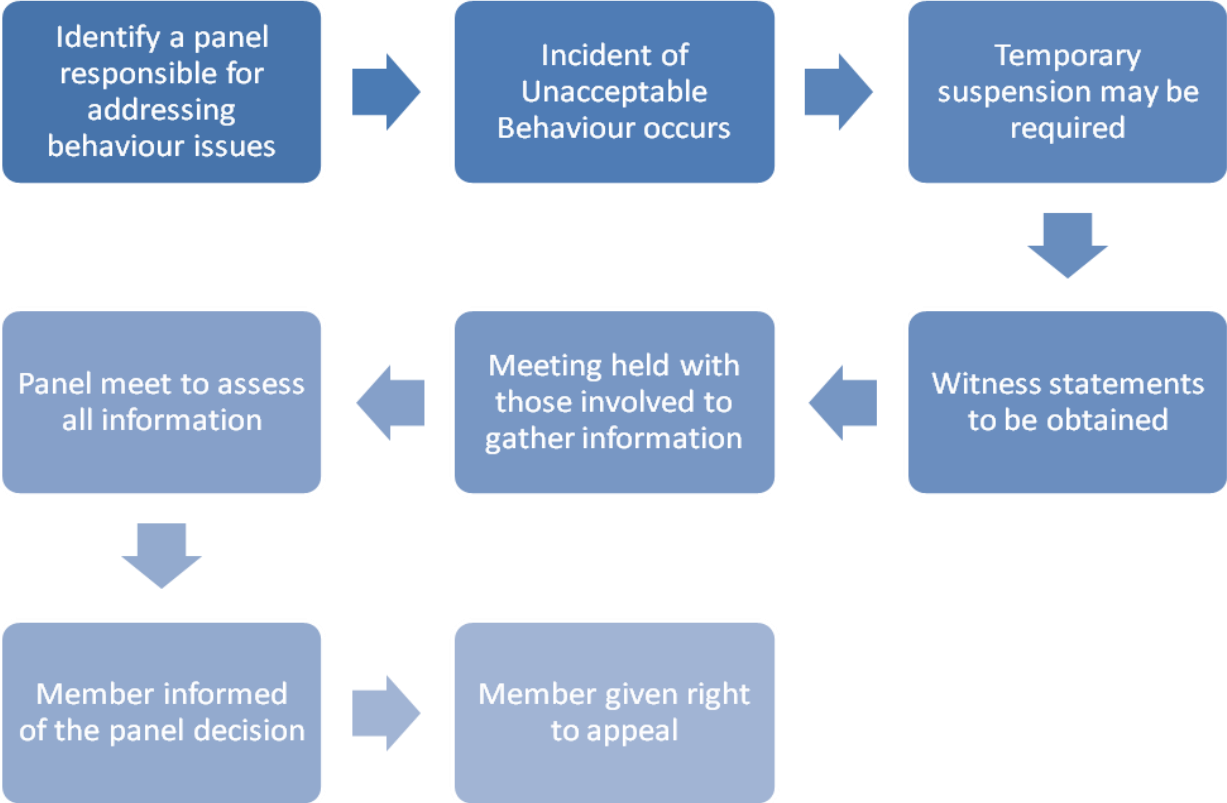 Identify a panel
responsible for
addressing
behaviour issues
Incident of
Unacceptable
Behaviour occurs
Temporary
suspension may be
required
Witness statements
to be obtained
Meeting held with
those involved to
gather information
Panel meet to assess
all information
Member informed
of the panel decision
Member given right
to appeal